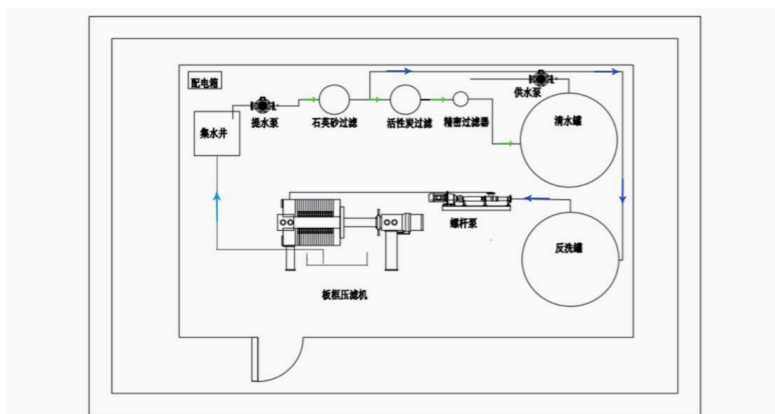 配电箱
供水泵
提水泵
石英砂过滤
活性炭过滤
精密过滤器
清水罐
集水井
螺杆泵
反洗罐
板框压滤机